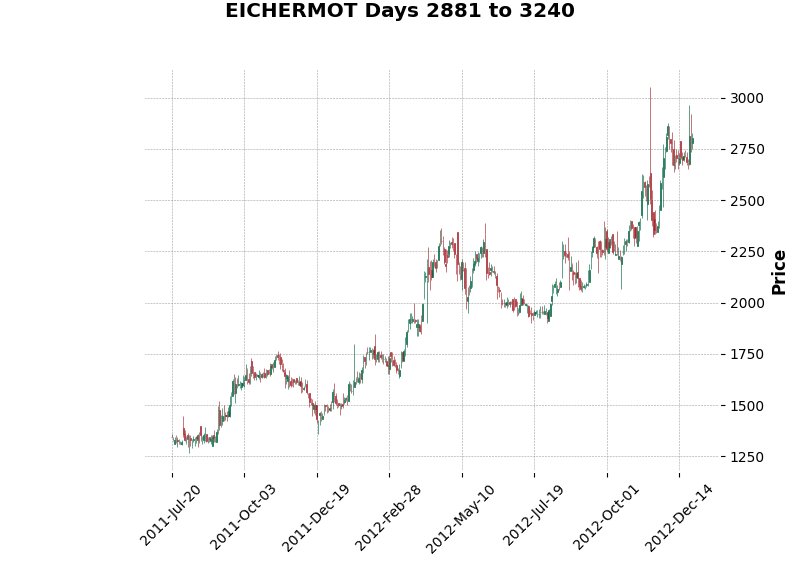 EICHERMOT Days 2881 to 3240
3000
2750
2500
2250
2000
1750
1500
1250
Price
2011-Jul-20
2011-Oct-03
2011-Dec-19
2012-Feb-28
2012-May-10
2012-Jul-19
2012-Oct-01
2012-Dec-14